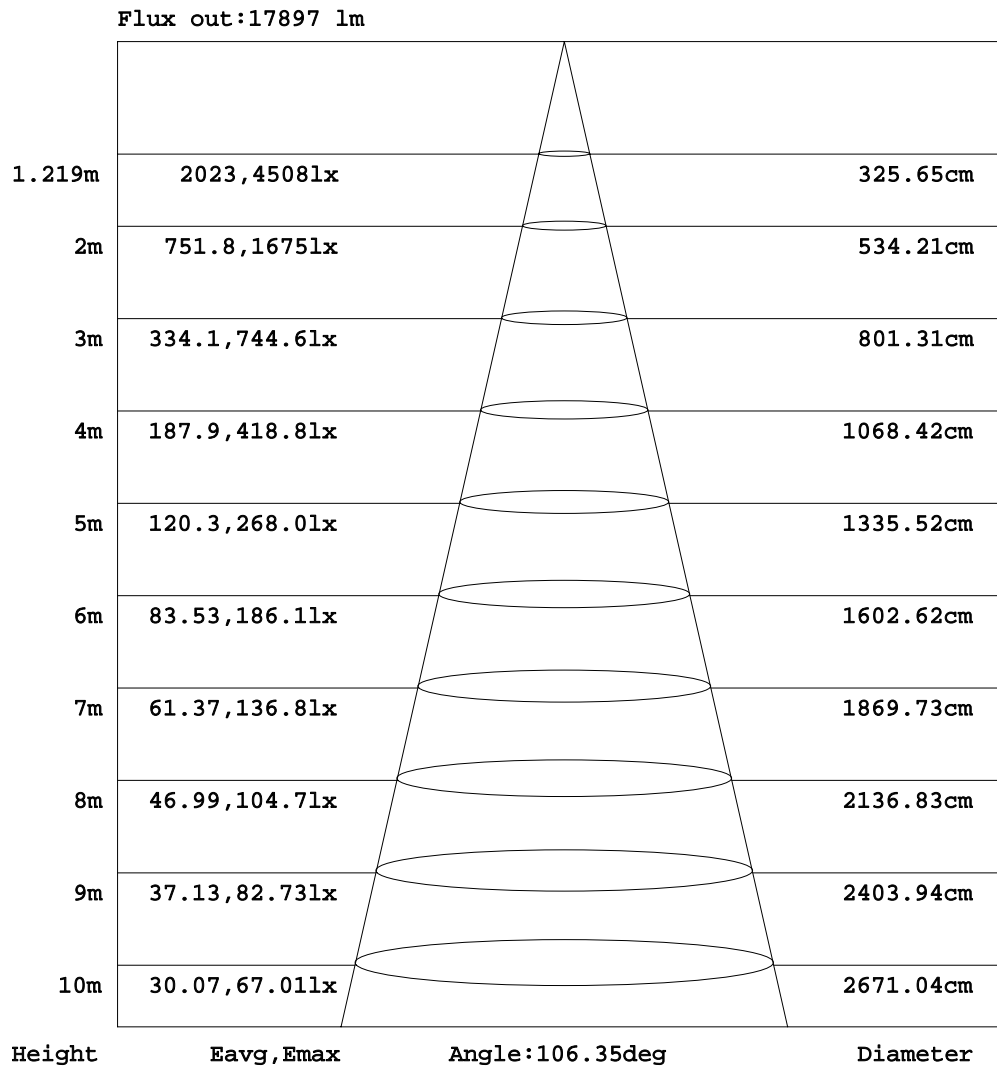 Flux out:17897 lm
1.219m 2023,4508lx 325.65cm
2m 751.8,1675lx 534.21cm
3m 334.1,744.6lx 801.31cm
4m 187.9,418.8lx 1068.42cm
5m 120.3,268.0lx 1335.52cm
6m 83.53,186.1lx 1602.62cm
7m 61.37,136.8lx 1869.73cm
8m 46.99,104.7lx 2136.83cm
9m 37.13,82.73lx 2403.94cm
10m 30.07,67.01lx 2671.04cm
Height Eavg,Emax Angle:106.35deg Diameter